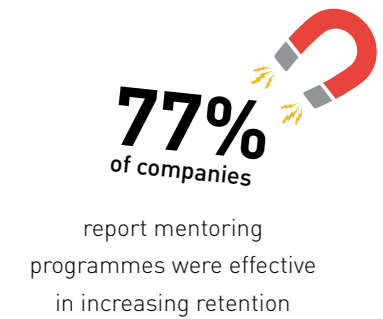 77%
of companies
report mentoring
programmes were effective
in increasing retention